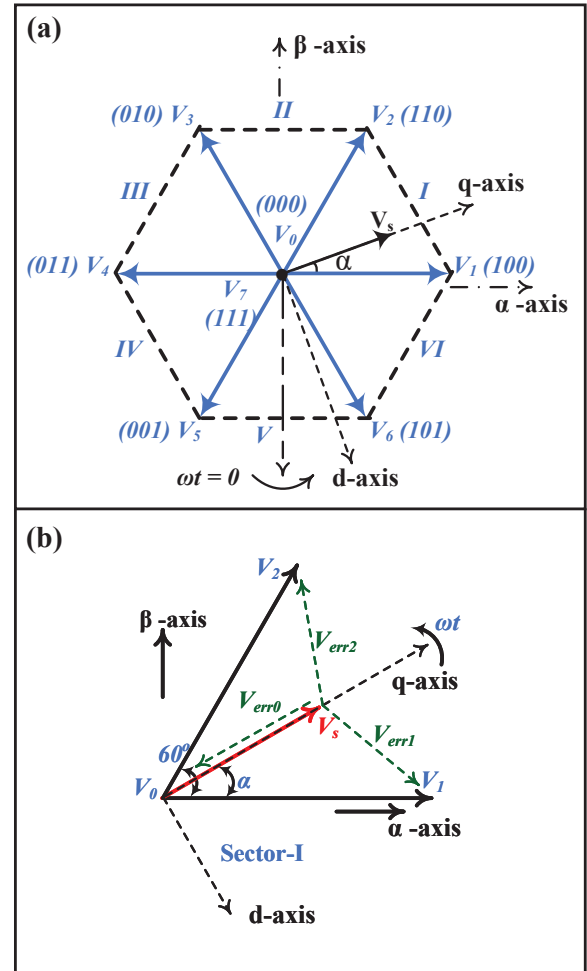 (a)
β -axis
(010) V3
II
V2 (110)
III
I
q-axis
(000)
Vs
V0
α
(011) V4
V1 (100)
V7
α -axis
(111)
IV
VI
(001) V5
V
V6 (101)
ωt = 0
d-axis
(b)
V2
β -axis
ωt
Verr2
q-axis
Verr0
Vs
Verr1
60o
α
V0
V1
α -axis
Sector-I
d-axis